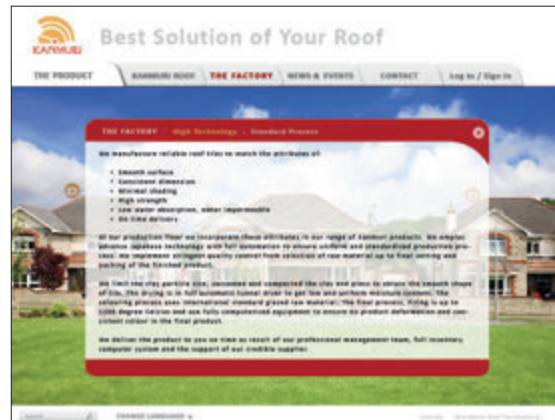 KANMURI
Best Solution of Your Roof
THE PRODUCT KANMURI ROOF THE FACTORY NEWS & EVENTS CONTACT Log In / Sign In
THE FACTORY High Technology . Standard Process
We manufacture reliable roof tiles to match the attributes of:
• Smooth surface
• Consistent dimension
• Minimal shading
• High strength
• Low water absorption, water impermeable
• On time delivery
At our production floor we incorporate those attributes in our range of Kanmuri products. We employ
advance Japanese technology with full automation to ensure uniform and standardized production pro-
cess: We implement stringent quality control from selection of raw material up to final sorting and
packing of the finished product.
We limit the clay particle size, vacuumed and compacted the clay and press to obtain the smooth shape
of tile. The drying is in full automatic tunnel dryer to get low and uniform moisture content. The
colouring process uses international standard glazed raw material. The final process, firing is up to
degree Celsius and use fully computerized equipment to ensure no product deformation and con-
sistent colour in the final product.
We deliver the product to you on time as result of our professional management team, full inventory
computer system and the support of our credible supplier.
Search CHANGE LANGUAGE